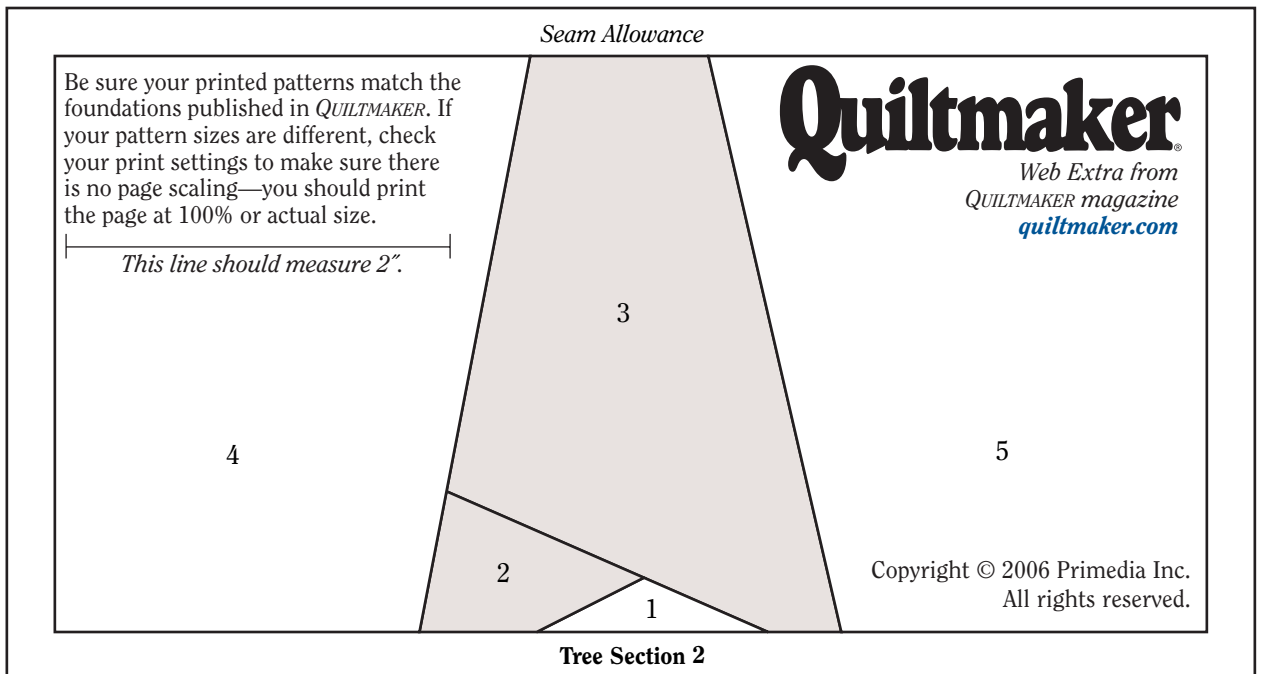 Seam Allowance
Be sure your printed patterns match the
foundations published in QUILTMAKER. If
your pattern sizes are different, check
your print settings to make sure there
is no page scaling—you should print
the page at 100% or actual size.
This line should measure 2˝.
Quiltmaker®
Web Extra from
QUILTMAKER magazine
quiltmaker.com
3
4
5
2
1
Copyright © 2006 Primedia Inc.
All rights reserved.
Tree Section 2